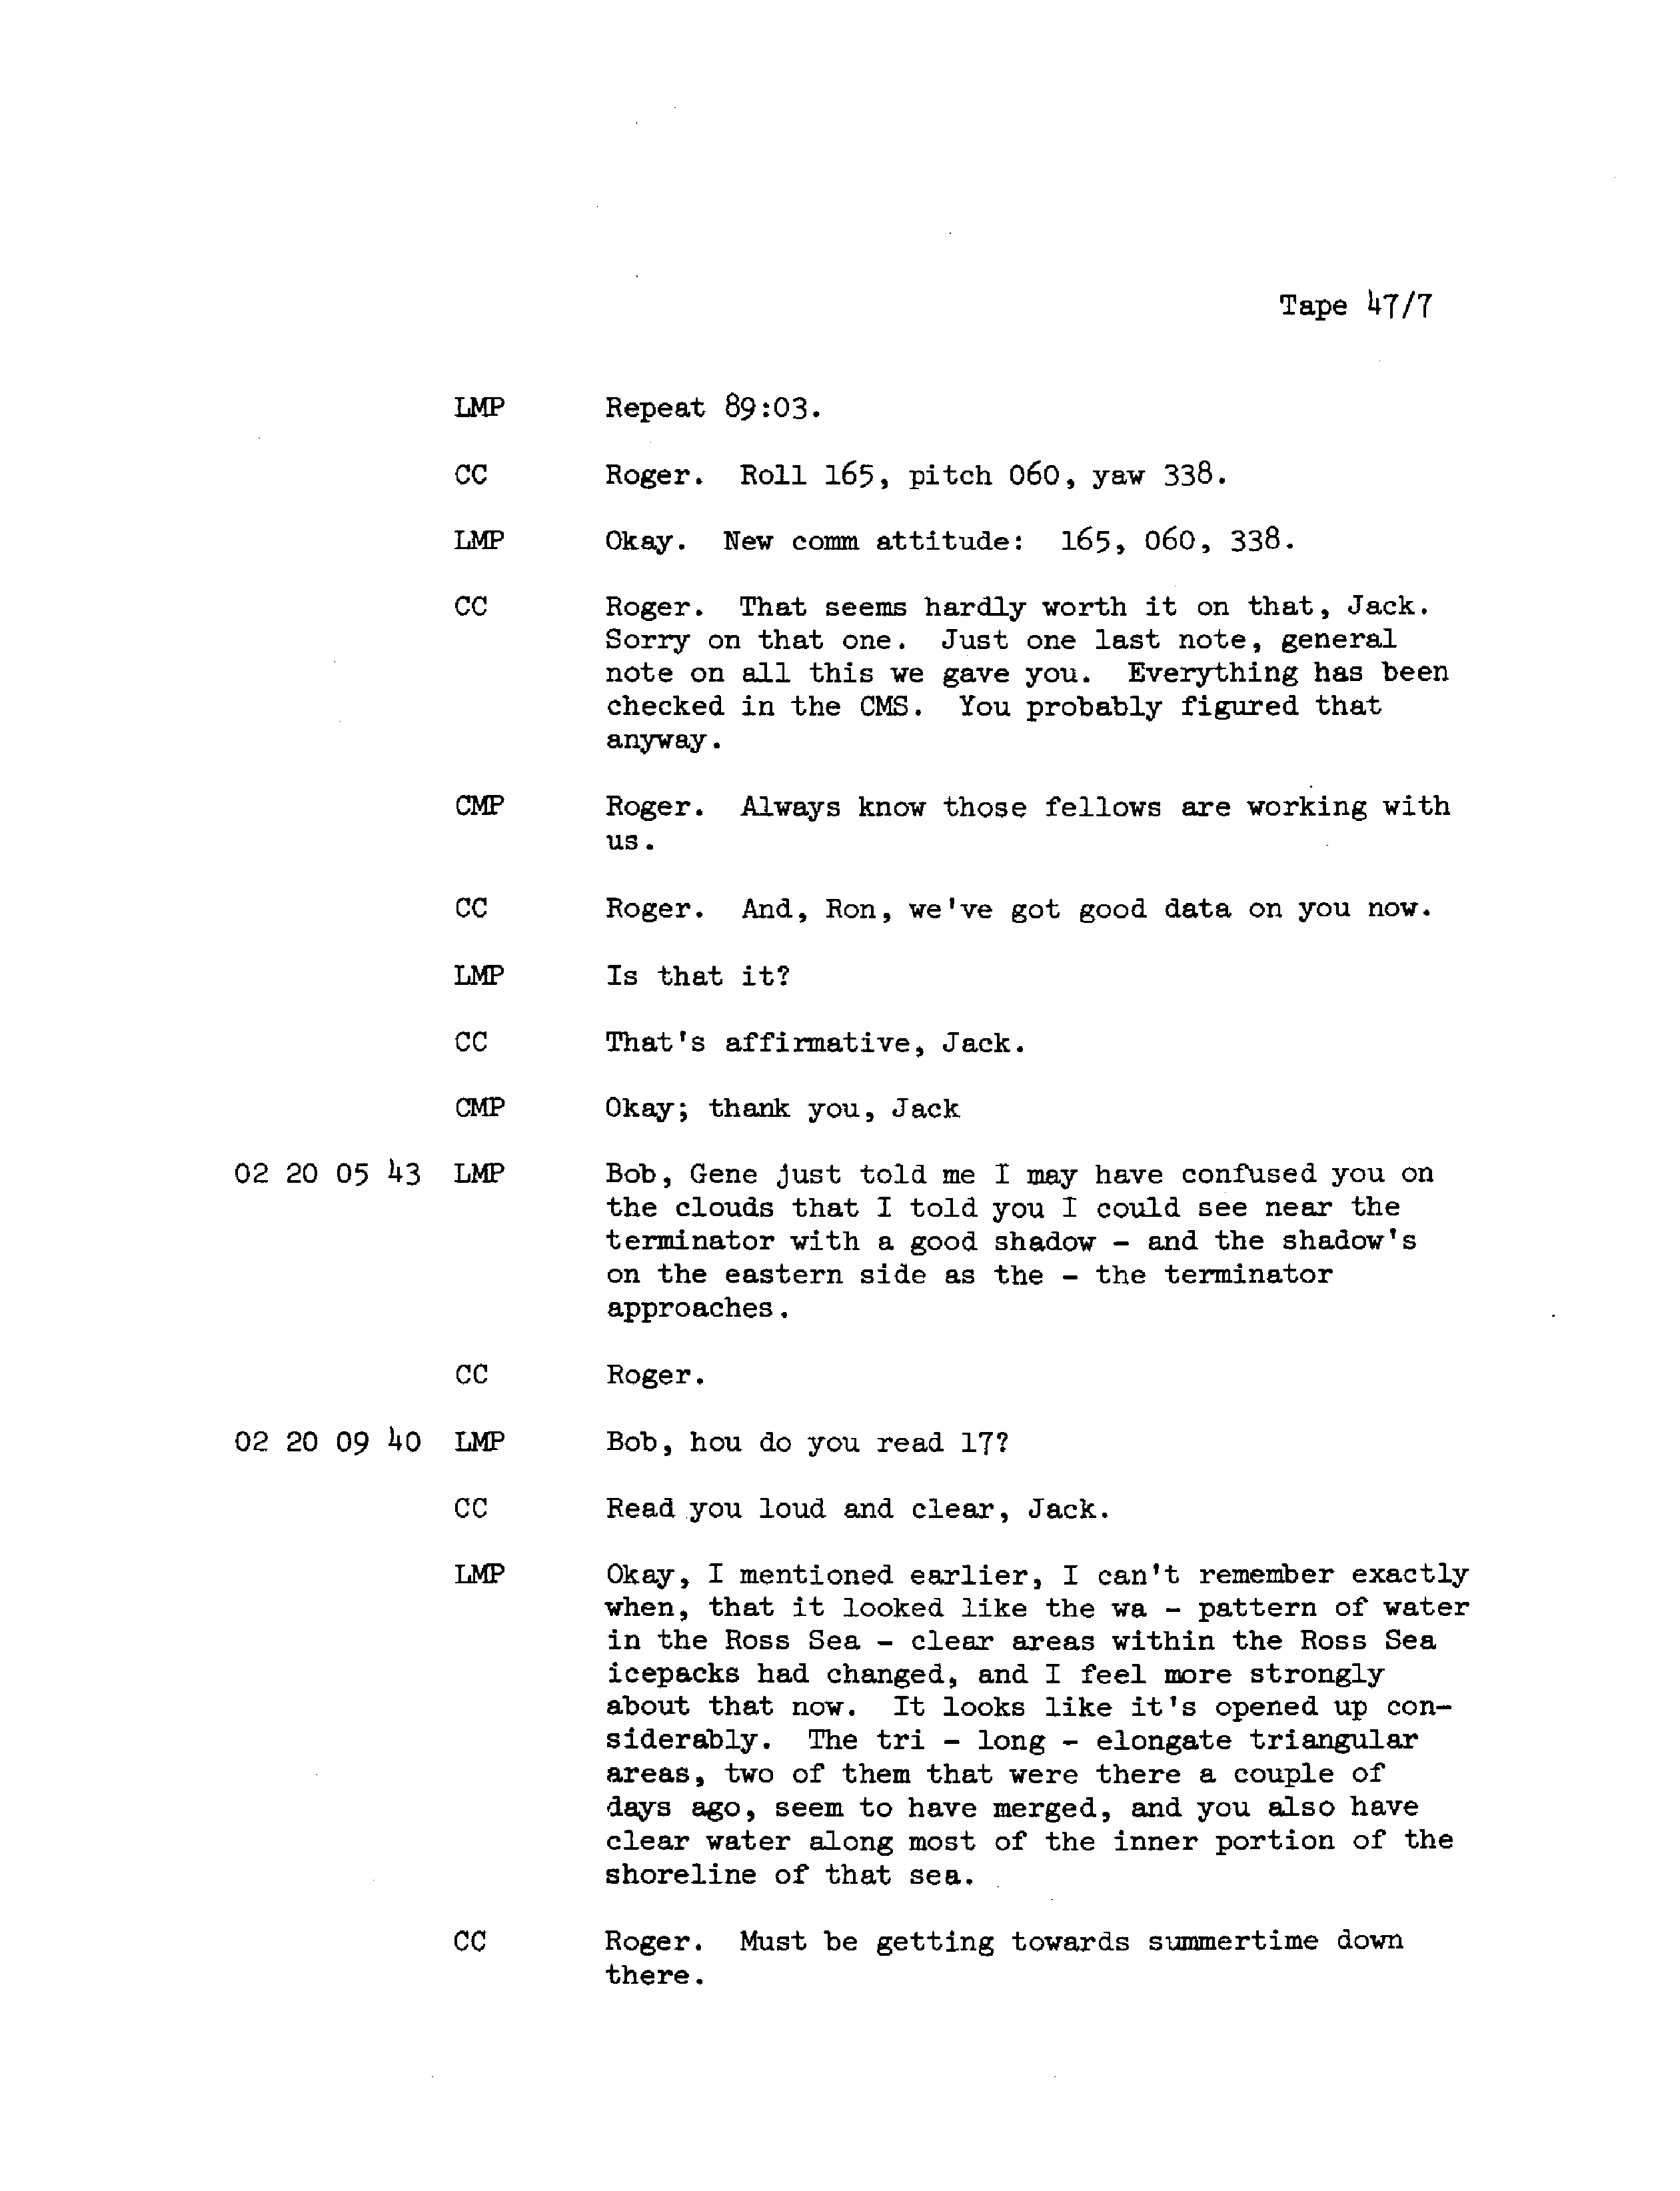 Tape 47/7
LMP Repeat 89:03.
CC Roger. Roll 165, pitch 060, yaw 338.
LMP Okay. New comm attitude: 165, 060, 338.
CC Roger. That seems hardly worth it on that, Jack.
Sorry on that one. Just one last note, general
note on all this we gave you. Everything has been
checked in the CMS. You probably figured that
anyway.
CMP Roger. Always know those fellows are working with
us.
CC Roger. And, Ron, we've got good data on you now.
LMP Is that it?
CC That's affirmative, Jack.
CMP Okay; thank you, Jack
02 20 05 43 LMP Bob, Gene just told me I may have confused you on
the clouds that I told you I could see near the
terminator with a good shadow - and the shadow's
on the eastern side as the - the terminator
approaches.
CC Roger.
02 20 09 40 LMP Bob, hou do you read 17?
CC Read you loud and clear, Jack.
LMP Okay, I mentioned earlier, I can't remember exactly
when, that it looked like the wa - pattern of water
in the Ross Sea - clear areas within the Ross Sea
icepacks had changed, and I feel more strongly
about that now. It looks like it's opened up con-
siderably. The tri - long - elongate triangular
areas, two of them that were there a couple of
days ago, seem to have merged, and you also have
clear water along most of the inner portion of the
shoreline of that sea.
CC Roger. Must be getting towards summertime down
there.